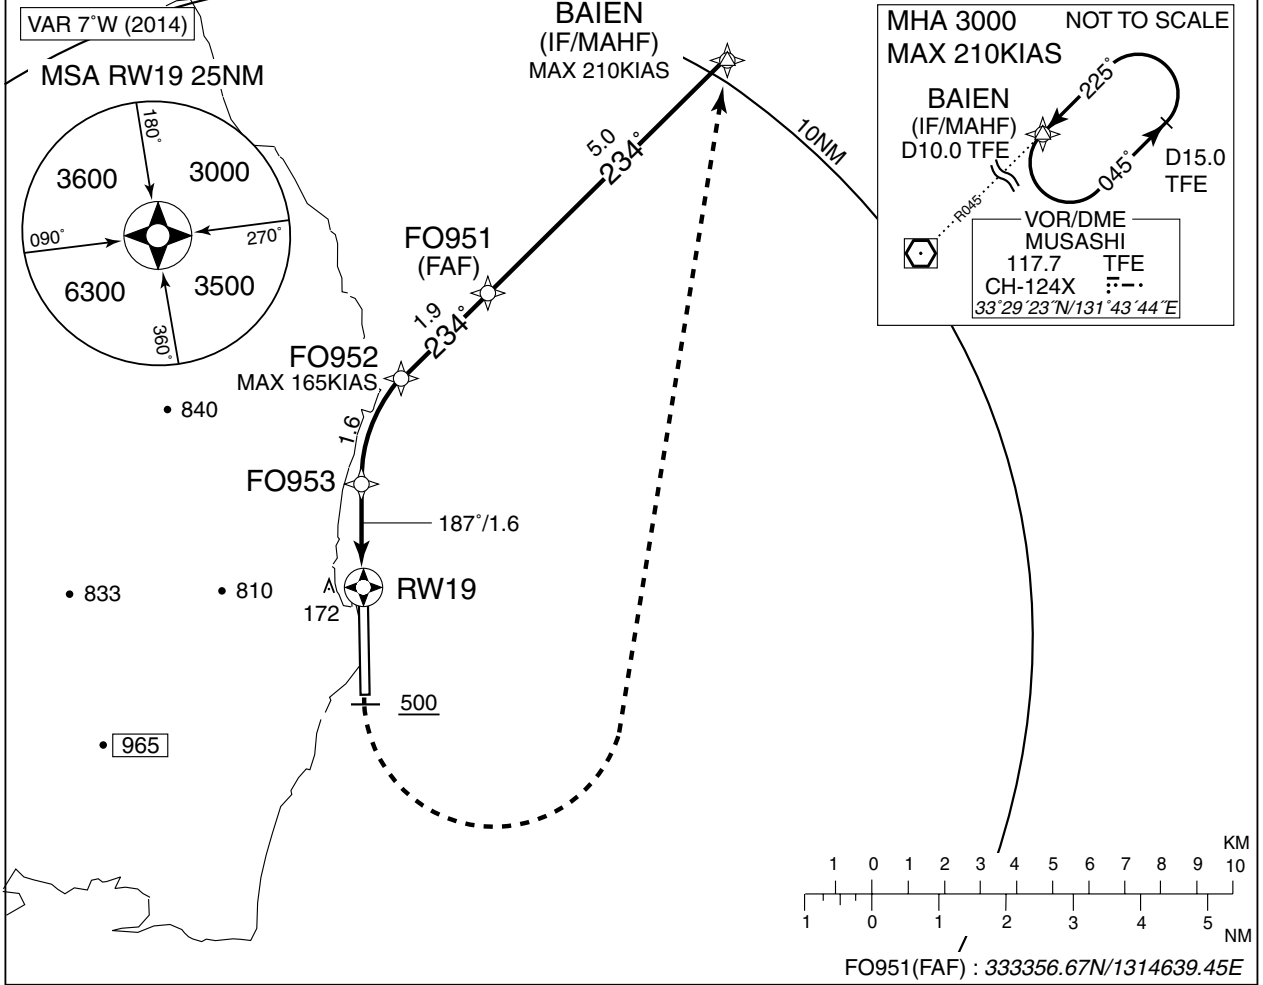 VAR 7°W (2014)
MSA RW19 25NM
180°
3600
3000
090°
270°
6300
3500
360°
BAIEN
(IF/MAHF)
MAX 210KIAS
10NM
5.0
234°
FO951
(FAF)
1.9
234°
FO952
MAX 165KIAS
1.6
FO953
187°/1.6
RW19
840
833
810
172
500
965
MHA 3000 NOT TO SCALE
MAX 210KIAS
225°
BAIEN
(IF/MAHF)
D10.0 TFE
045°
D15.0
TFE
R045°
VOR/DME
MUSASHI
117.7 TFE
CH-124X
33°29´23˝N/131°43´44˝E
KM
1 0 1 2 3 4 5 6 7 8 9 10
1 0 1 2 3 4 5
NM
FO951(FAF) : 333356.67N/1314639.45E